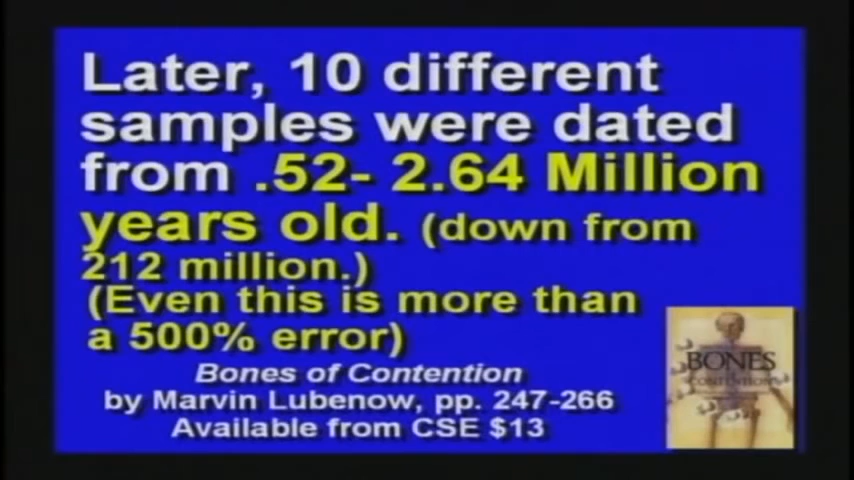 Later, 10 different
samples were dated
from .52- 2.64 Million
years old. (down from
212 million.)
(Even this is more than
a 500% error)
Bones of Contention
by Marvin Lubenow, pp. 247-266
Available from CSE $13
BONES
CONTENTION